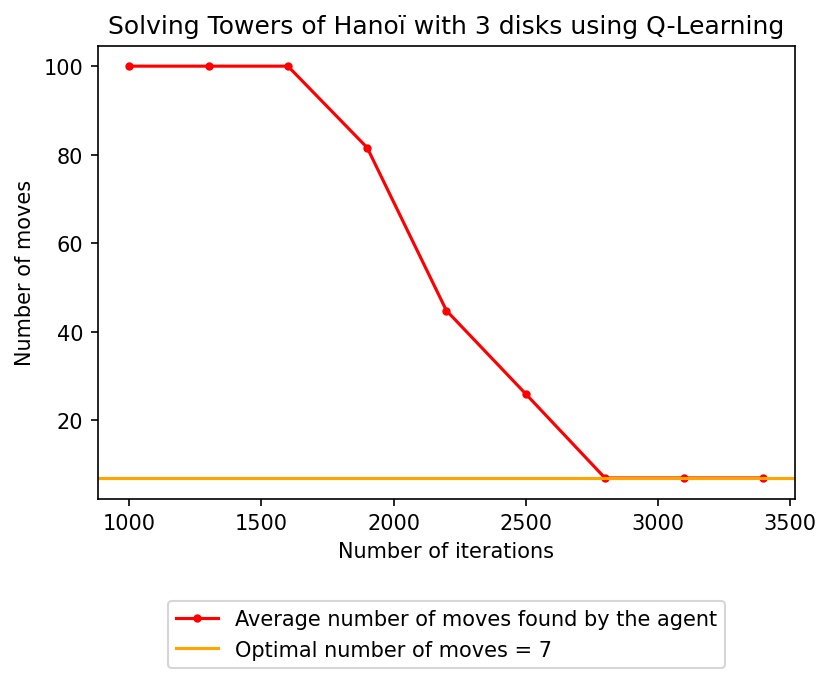 Solving Towers of Hanoï with 3 disks using Q-Learning
100
80
60
40
20
Number of moves
1000 1500 2000 2500 3000 3500
Number of iterations
Average number of moves found by the agent
Optimal number of moves = 7